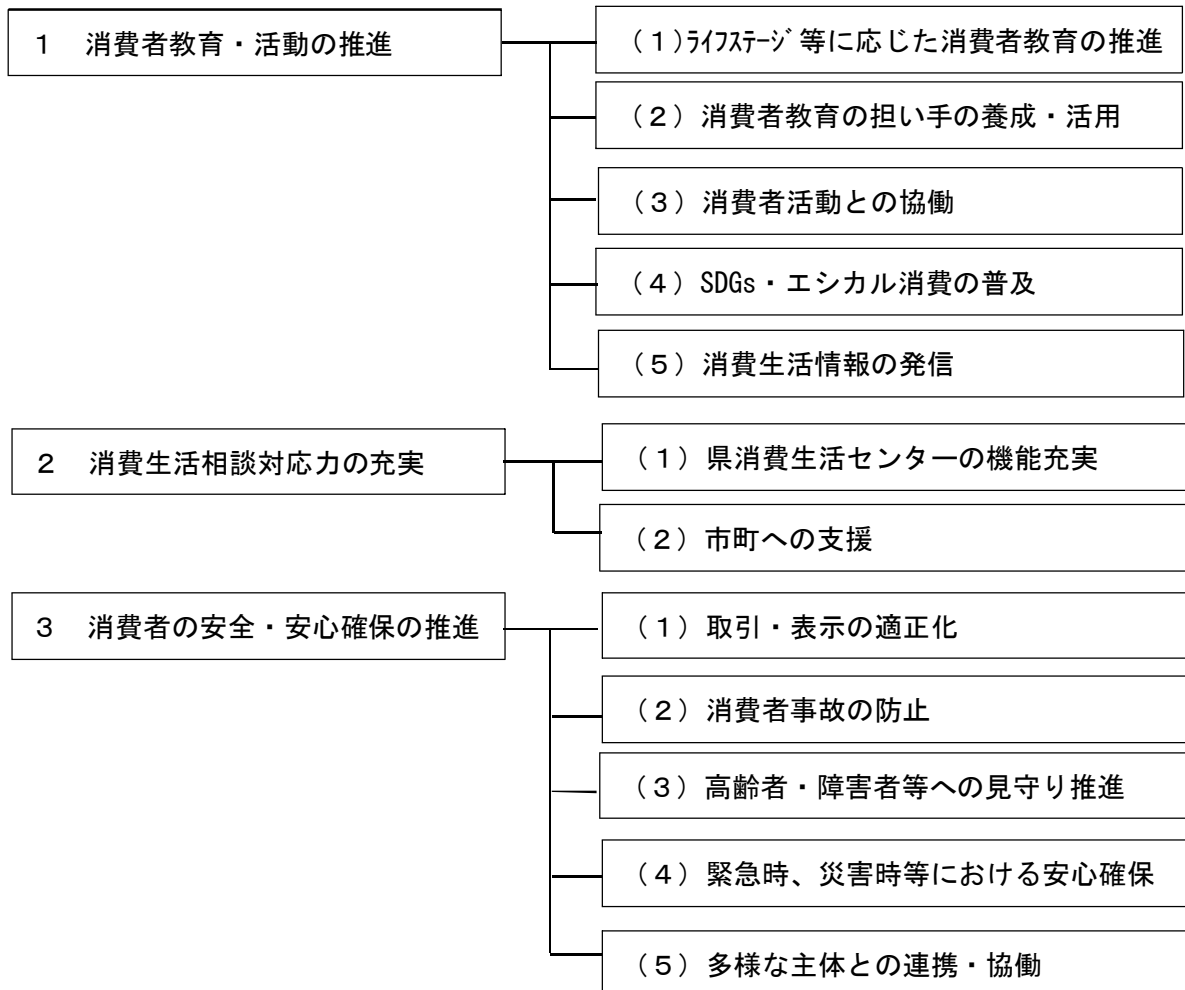 １　消費者教育・活動の推進
（１）ﾗｲﾌｽﾃｰｼﾞ等に応じた消費者教育の推進
（２）消費者教育の担い手の養成・活用
（３）消費者活動との協働
（４）SDGs・エシカル消費の普及
（５）消費生活情報の発信
２　消費生活相談対応力の充実
（１）県消費生活センターの機能充実
（２）市町への支援
３　消費者の安全・安心確保の推進
（１）取引・表示の適正化
（２）消費者事故の防止
（３）高齢者・障害者等への見守り推進
（４）緊急時、災害時等における安心確保
（５）多様な主体との連携・協働